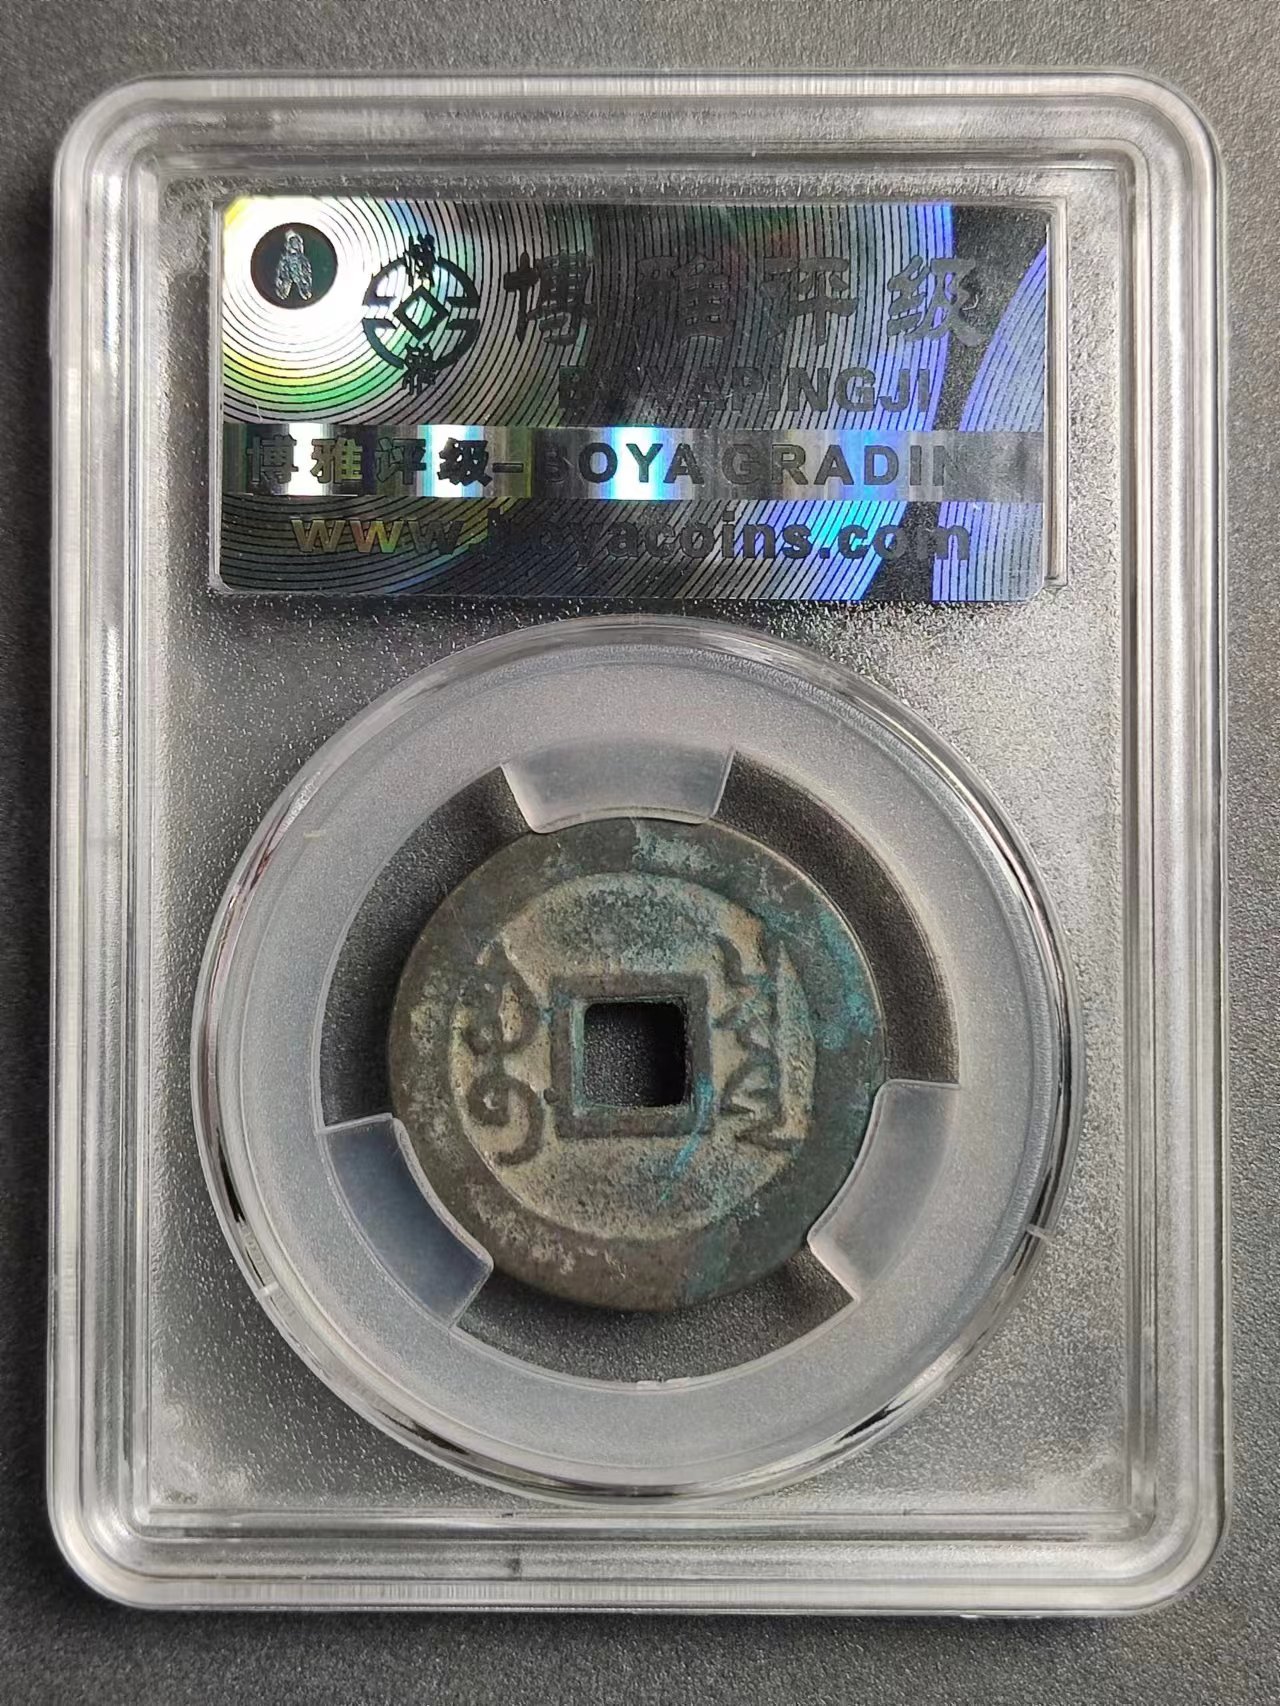 博雅评级
BOYAPINGJI
博雅评级-BOYA GRADING
www.boyacoins.com